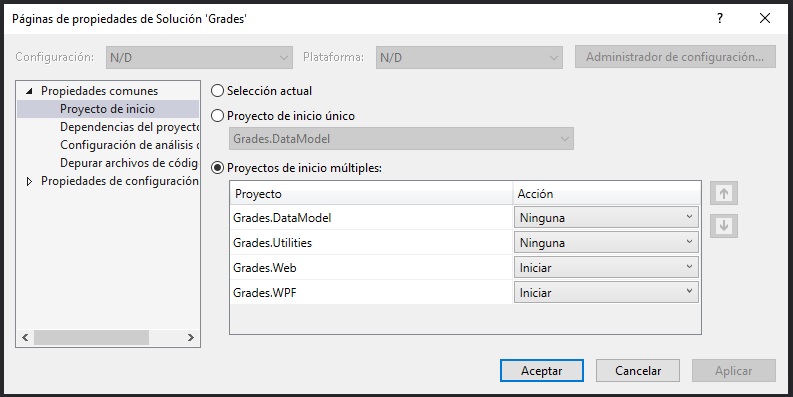 Páginas de propiedades de Solución 'Grades'
? ×
Configuración: N/D Plataforma: N/D Administrador de configuración...
Propiedades comunes
Proyecto de inicio
Dependencias del proyecto
Configuración de análisis d
Depurar archivos de códig
Propiedades de configuración
Selección actual
Proyecto de inicio único
Grades.DataModel
Proyectos de inicio múltiples:
Proyecto Acción
Grades.DataModel Ninguna
Grades.Utilities Ninguna
Grades.Web Iniciar
Grades.WPF Iniciar
Aceptar Cancelar Aplicar